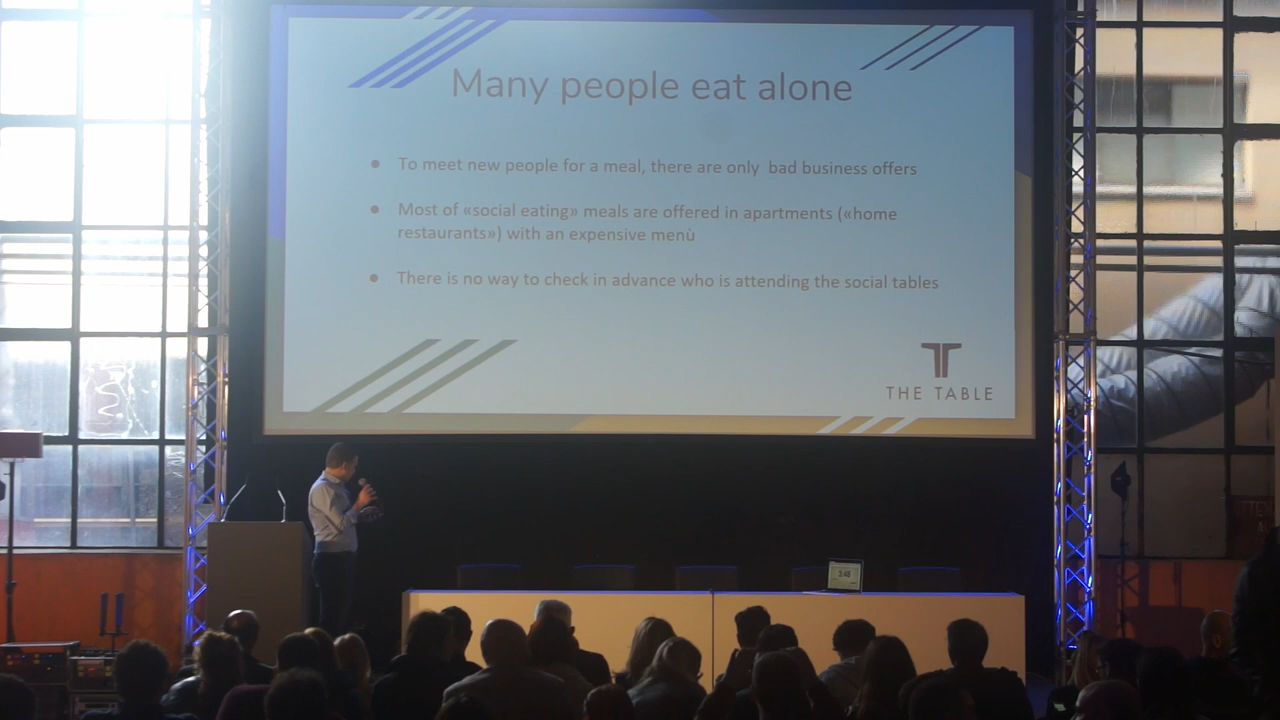 Many people eat alone
● To meet new people for a meal, there are only bad business offers
● Most of «social eating» meals are offered in apartments («home
restaurants») with an expensive menù
● There is no way to check in advance who is attending the social tables
THE TABLE
3:48